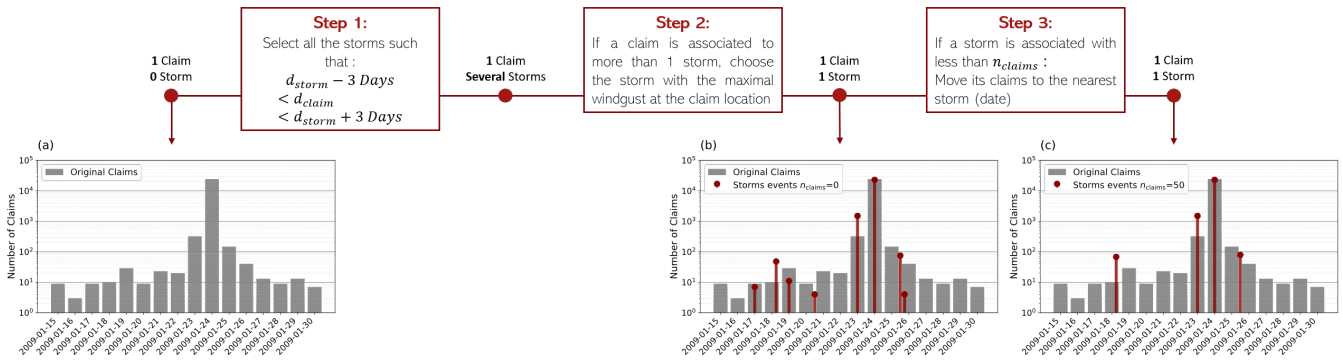 Step 1:
Select all the storms such
that :
d_storm − 3 Days
< d_claim
< d_storm + 3 Days
Step 2:
If a claim is associated to
more than 1 storm, choose
the storm with the maximal
windgust at the claim location
Step 3:
If a storm is associated with
less than n_claims :
Move its claims to the nearest
storm (date)
1 Claim
0 Storm
1 Claim
Several Storms
1 Claim
1 Storm
1 Claim
1 Storm
(a)
Original Claims
Number of Claims
10^5
10^4
10^3
10^2
10^1
10^0
2009-01-15
2009-01-16
2009-01-17
2009-01-18
2009-01-19
2009-01-20
2009-01-21
2009-01-22
2009-01-23
2009-01-24
2009-01-25
2009-01-26
2009-01-27
2009-01-28
2009-01-29
2009-01-30
(b)
Original Claims
Storms events n_claims=0
Number of Claims
10^5
10^4
10^3
10^2
10^1
10^0
2009-01-15
2009-01-16
2009-01-17
2009-01-18
2009-01-19
2009-01-20
2009-01-21
2009-01-22
2009-01-23
2009-01-24
2009-01-25
2009-01-26
2009-01-27
2009-01-28
2009-01-29
2009-01-30
(c)
Original Claims
Storms events n_claims=50
Number of Claims
10^5
10^4
10^3
10^2
10^1
10^0
2009-01-15
2009-01-16
2009-01-17
2009-01-18
2009-01-19
2009-01-20
2009-01-21
2009-01-22
2009-01-23
2009-01-24
2009-01-25
2009-01-26
2009-01-27
2009-01-28
2009-01-29
2009-01-30